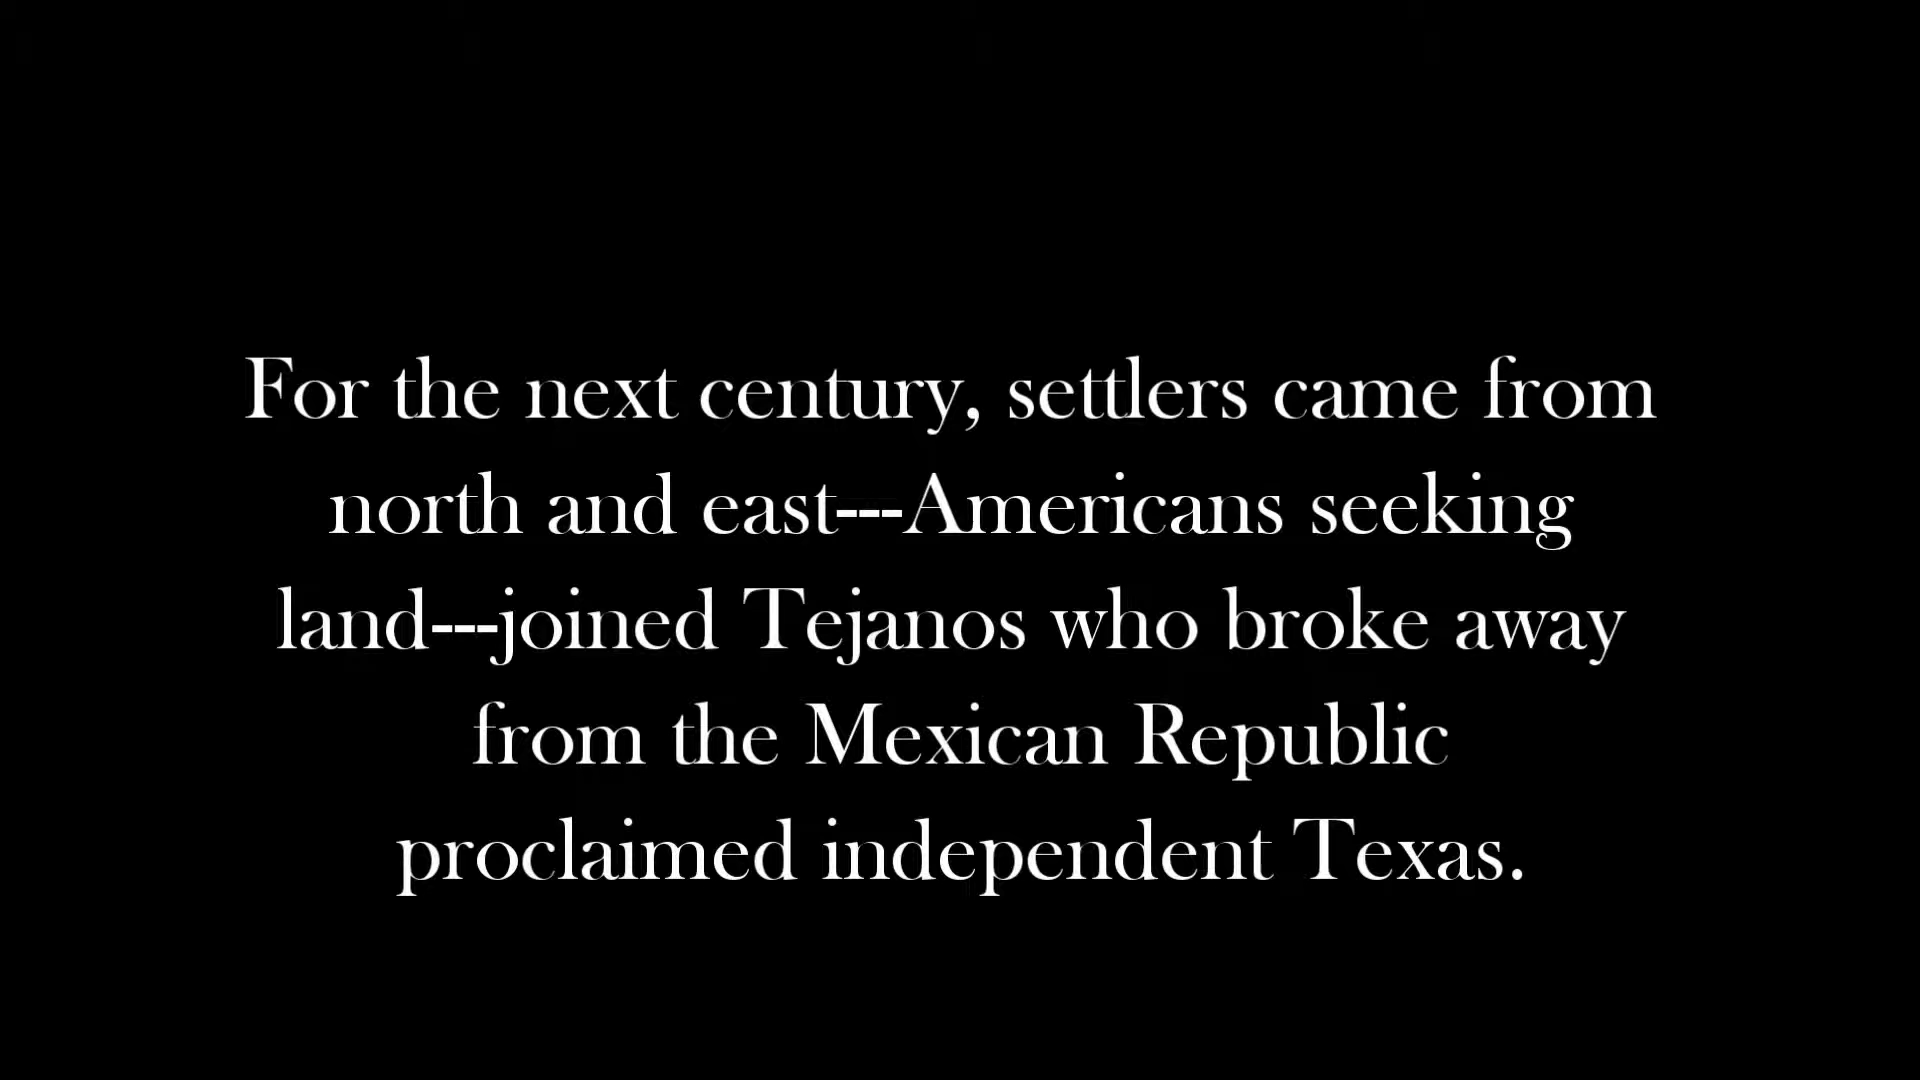 For the next century, settlers came from
north and east---Americans seeking
land---joined Tejanos who broke away
from the Mexican Republic
proclaimed independent Texas.